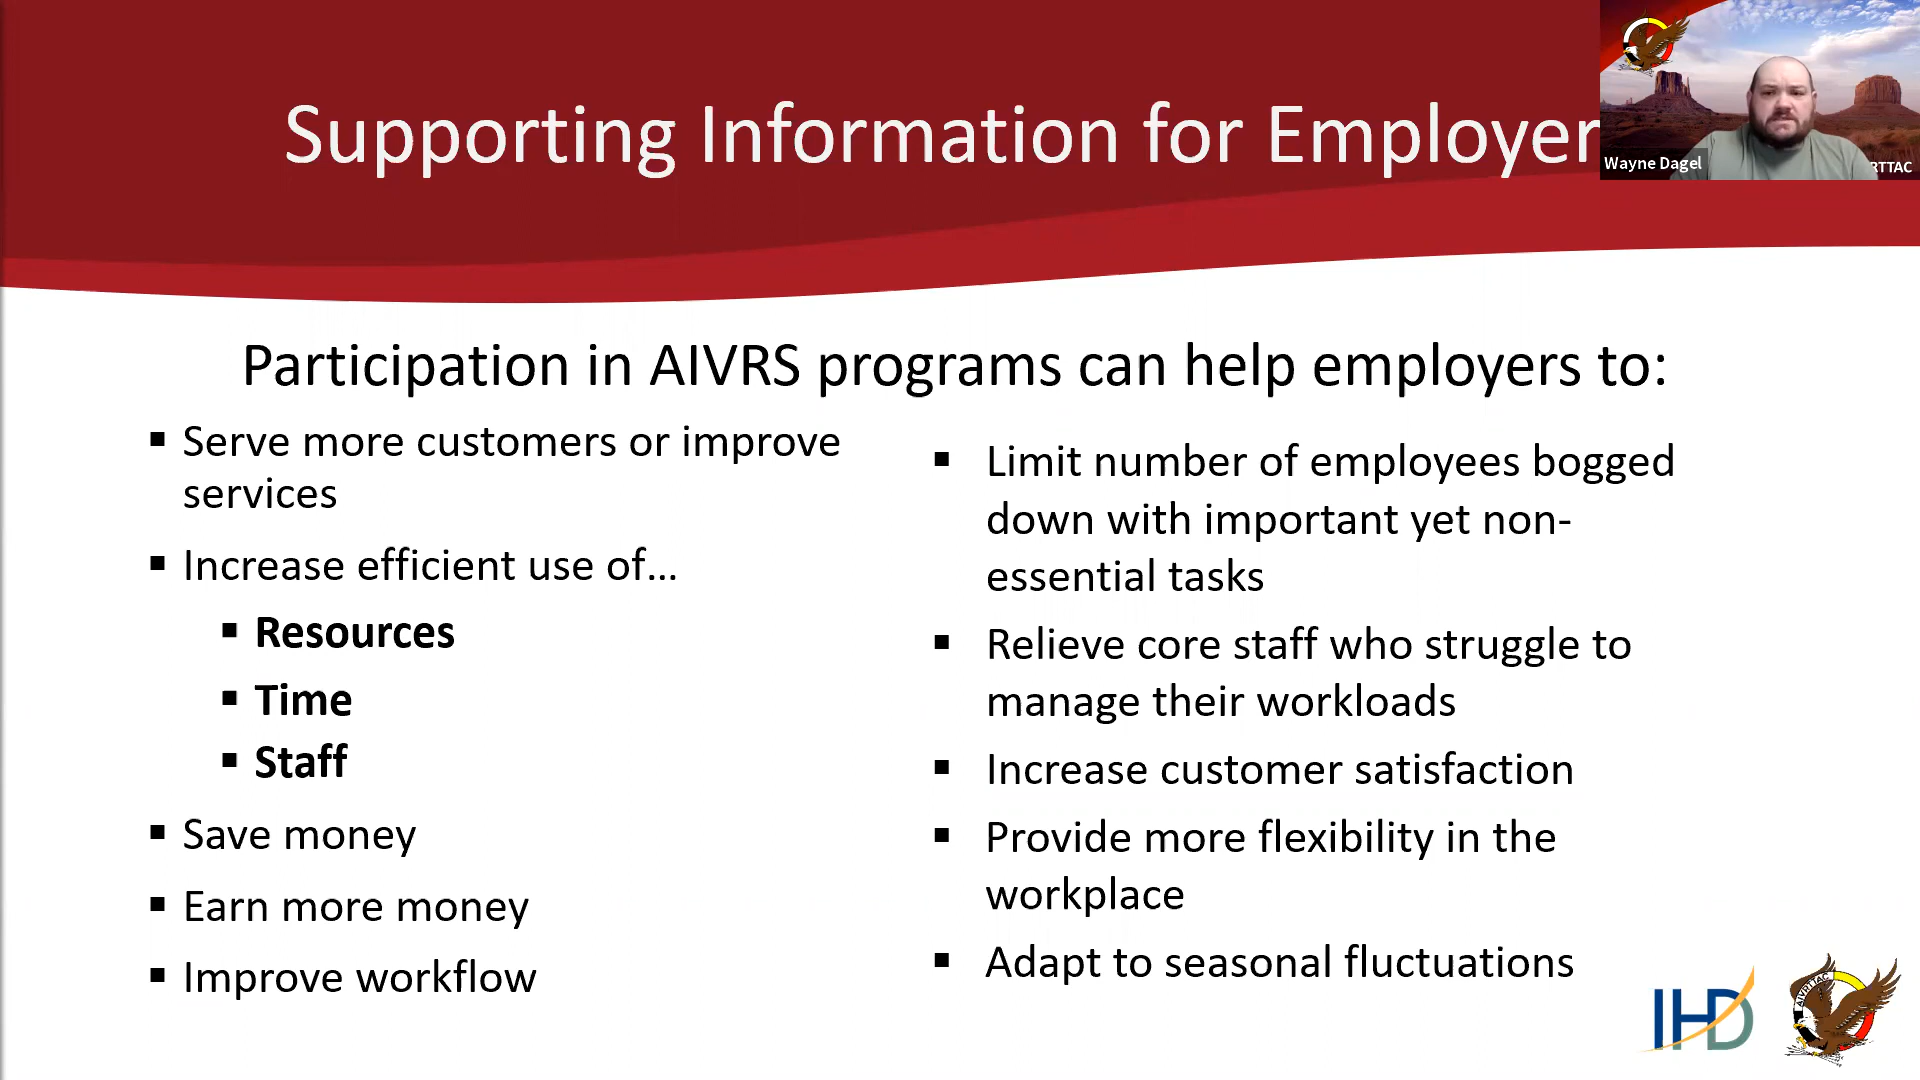 Supporting Information for Employer
Wayne Dagel
RTTAC
Participation in AIVRS programs can help employers to:
▪ Serve more customers or improve
services
▪ Increase efficient use of...
▪ Resources
▪ Time
▪ Staff
▪ Save money
▪ Earn more money
▪ Improve workflow
▪ Limit number of employees bogged
down with important yet non-
essential tasks
▪ Relieve core staff who struggle to
manage their workloads
▪ Increase customer satisfaction
▪ Provide more flexibility in the
workplace
▪ Adapt to seasonal fluctuations
IHD
AIVRTTAC